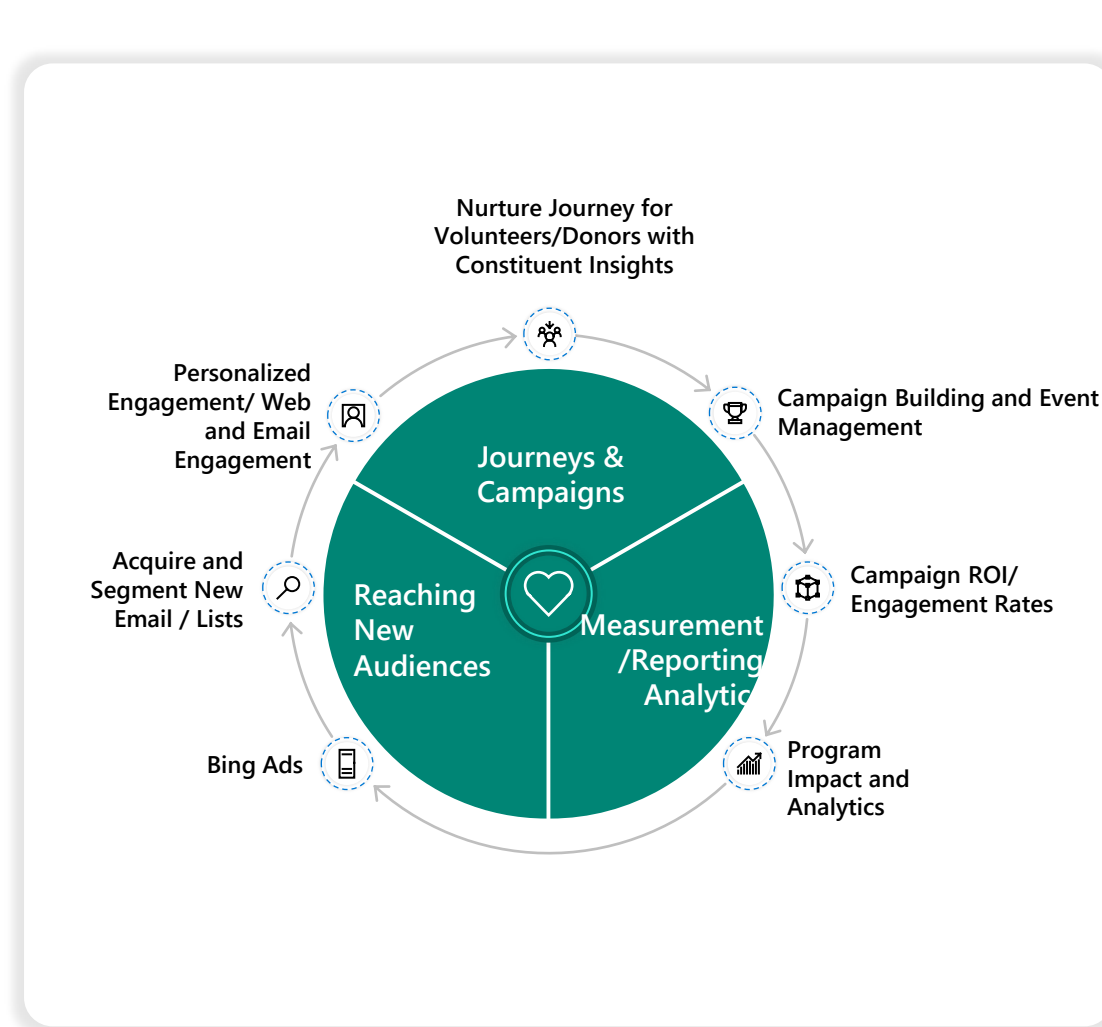 Nurture Journey for
Volunteers/Donors with
Constituent Insights
Personalized
Engagement/ Web
and Email
Engagement
Campaign Building and Event
Management
Journeys &
Campaigns
Acquire and
Segment New
Email / Lists
Reaching
New
Audiences
Measurement
/Reporting
Analytic
Campaign ROI/
Engagement Rates
Bing Ads
Program
Impact and
Analytics